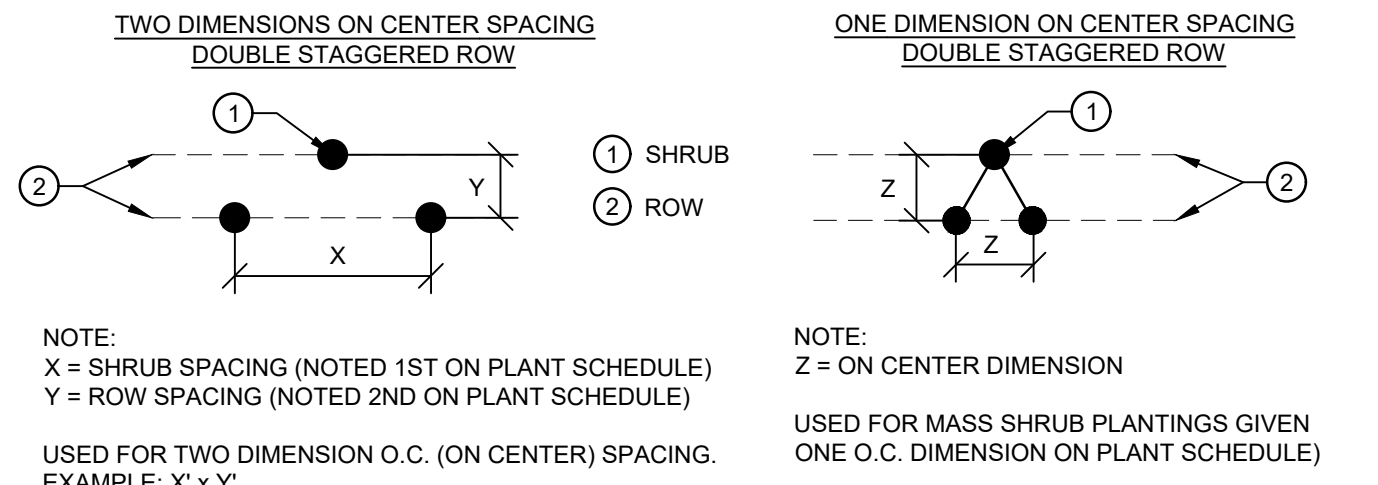 TWO DIMENSIONS ON CENTER SPACING
DOUBLE STAGGERED ROW
1
2
Y
X
1 SHRUB
2 ROW
NOTE:
X = SHRUB SPACING (NOTED 1ST ON PLANT SCHEDULE)
Y = ROW SPACING (NOTED 2ND ON PLANT SCHEDULE)
USED FOR TWO DIMENSION O.C. (ON CENTER) SPACING.
EXAMPLE: X' x Y'
ONE DIMENSION ON CENTER SPACING
DOUBLE STAGGERED ROW
1
2
Z
Z
NOTE:
Z = ON CENTER DIMENSION
USED FOR MASS SHRUB PLANTINGS GIVEN
ONE O.C. DIMENSION ON PLANT SCHEDULE)